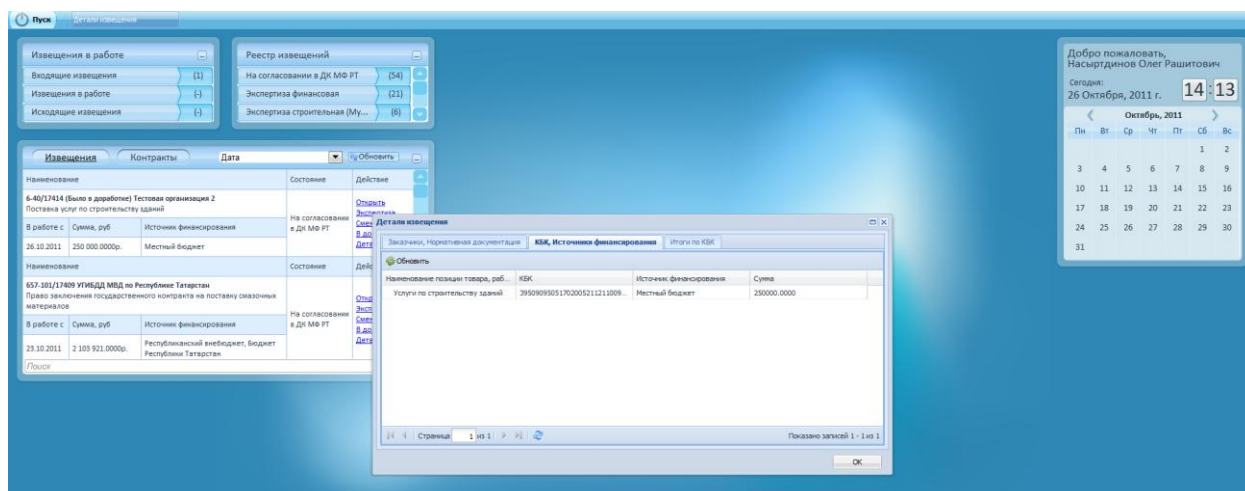 Пуск
Детали извещения
Извещения в работе
Входящие извещения (1)
Извещения в работе (-)
Исходящие извещения (-)
Реестр извещений
На согласовании в ДК МФ РТ (54)
Экспертиза финансовая (21)
Экспертиза строительная (Му... (6)
Добро пожаловать,
Насыртдинов Олег Рашитович
Сегодня:
26 Октябрь, 2011 г.
14:13
Октябрь, 2011
Пн Вт Ср Чт Пт Сб Вс
1 2
3 4 5 6 7 8 9
10 11 12 13 14 15 16
17 18 19 20 21 22 23
24 25 26 27 28 29 30
31
Извещения Контракты Дата Обновить
Наименование Состояние Действие
6-40/17414 (Было в доработке) Тестовая организация 2
Поставка услуг по строительству зданий
На согласовании
в ДК МФ РТ
Открыть
Экспертиза
В работе с Сумма, руб Источник финансирования
26.10.2011 250 000.0000р. Местный бюджет
Наименование Состояние
657-101/17409 УГИБДД МВД по Республике Татарстан
Право заключения государственного контракта на поставку смазочных
материалов
На согласовании
в ДК МФ РТ
В работе с Сумма, руб Источник финансирования
23.10.2011 2 103 921.0000р. Республиканский внебюджет, Бюджет
Республики Татарстан
Поиск
Детали извещения
Заказчики, Нормативная документация КБК, Источники финансирования Итоги по КБК
Обновить
Наименование позиции товара, раб... КБК Источник финансирования Сумма
Услуги по строительству зданий Местный бюджет 250000.0000
Страница 1 из 1
Показано записей 1 - 1 из 1
OK